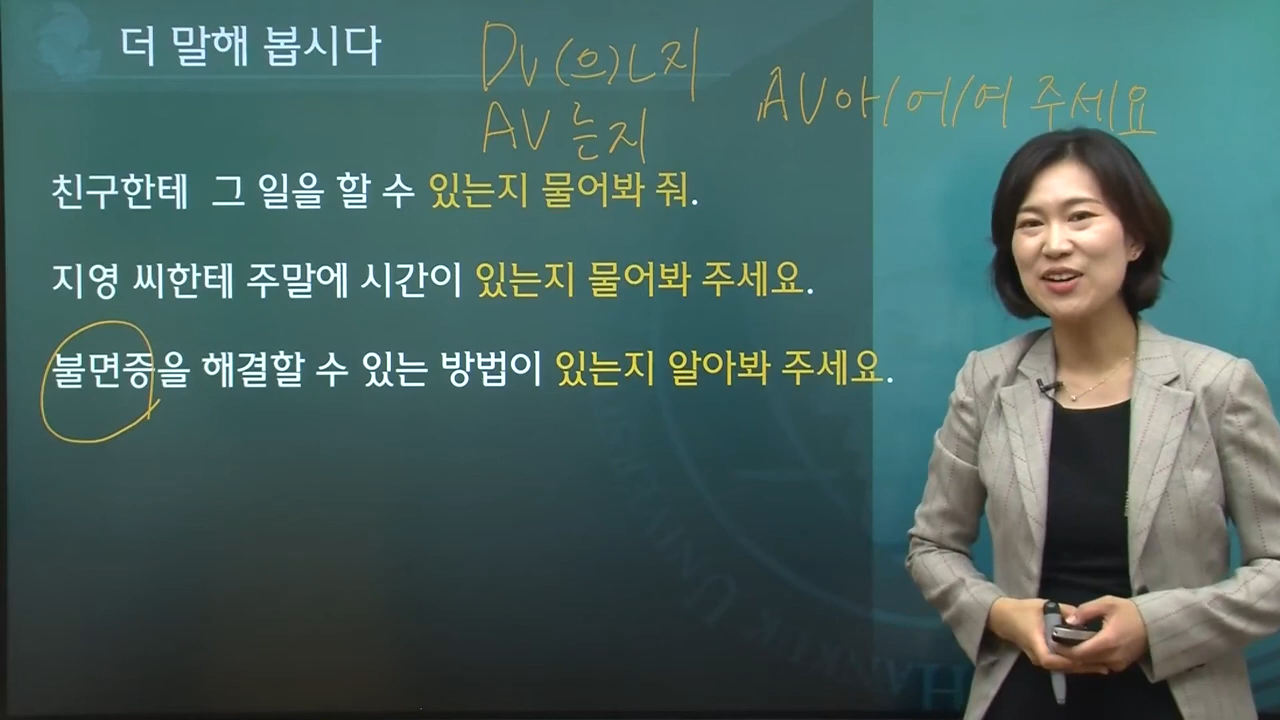 더 말해 봅시다
DV (으)ㄴ지
AV 는지
AV 아/어/여 주세요
친구한테 그 일을 할 수 있는지 물어봐 줘.
지영 씨한테 주말에 시간이 있는지 물어봐 주세요.
불면증을 해결할 수 있는 방법이 있는지 알아봐 주세요.